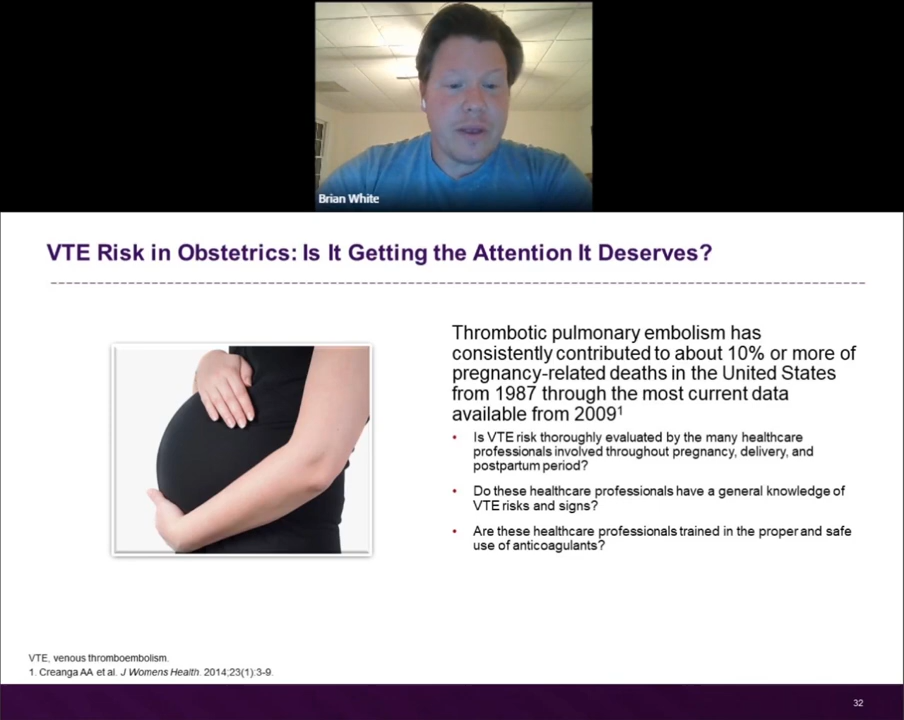 Brian White
VTE Risk in Obstetrics: Is It Getting the Attention It Deserves?
Thrombotic pulmonary embolism has
consistently contributed to about 10% or more of
pregnancy-related deaths in the United States
from 1987 through the most current data
available from 2009¹
• Is VTE risk thoroughly evaluated by the many healthcare
professionals involved throughout pregnancy, delivery, and
postpartum period?
• Do these healthcare professionals have a general knowledge of
VTE risks and signs?
• Are these healthcare professionals trained in the proper and safe
use of anticoagulants?
VTE, venous thromboembolism.
1. Creanga AA et al. J Womens Health. 2014;23(1):3-9.
32